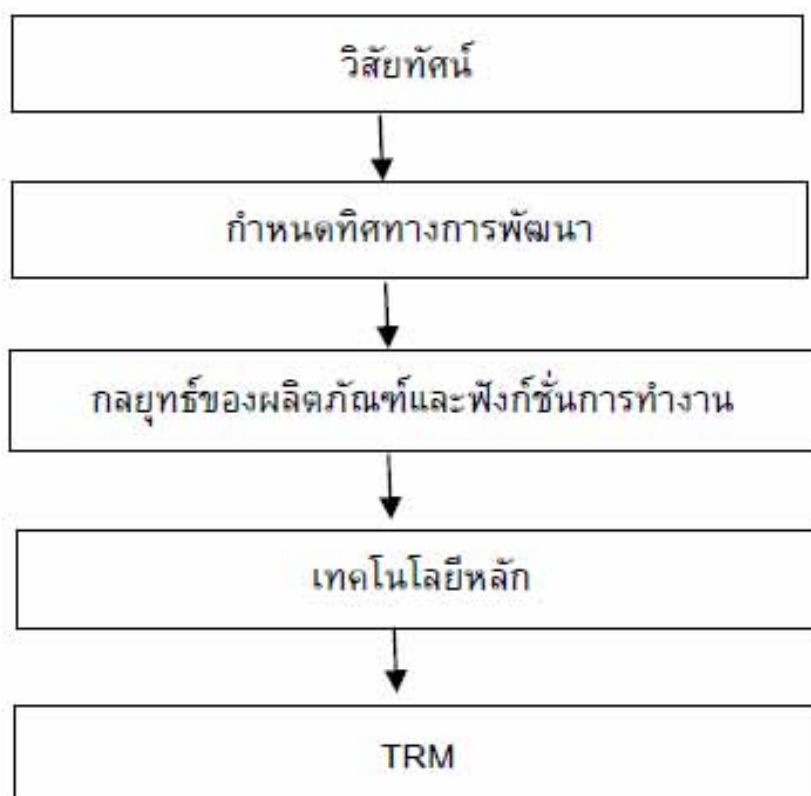 วิสัยทัศน์
กำหนดทิศทางการพัฒนา
กลยุทธ์ของผลิตภัณฑ์และฟังก์ชั่นการทำงาน
เทคโนโลยีหลัก
TRM